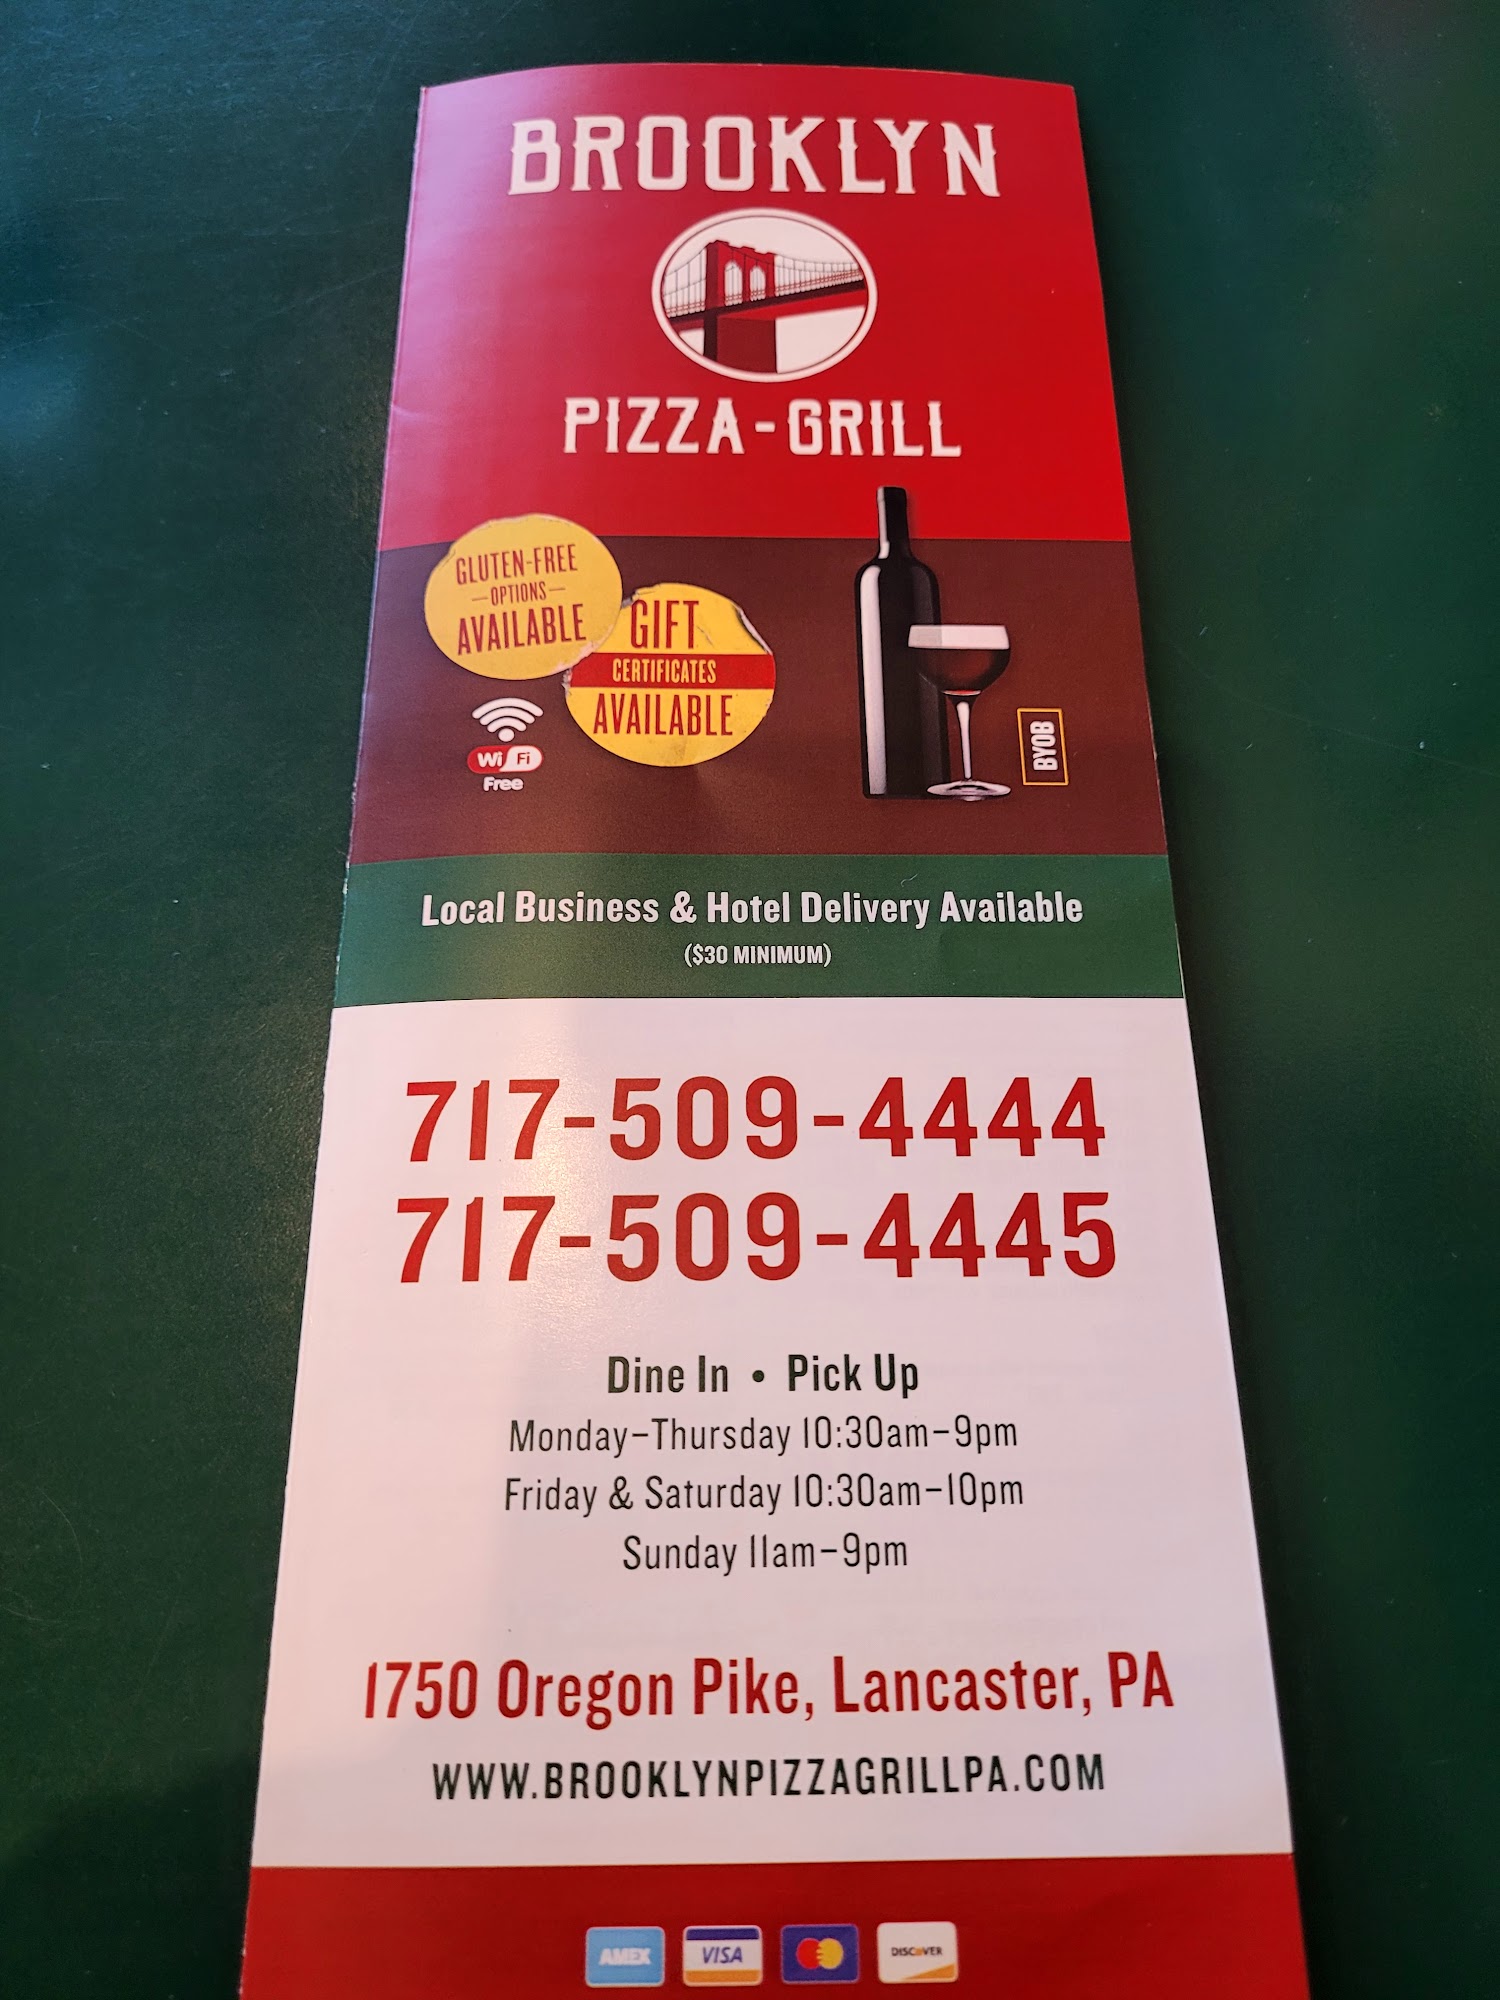 BROOKLYN
PIZZA-GRILL
GLUTEN-FREE
OPTIONS
AVAILABLE
GIFT
CERTIFICATES
AVAILABLE
Wi Fi
Free
BYOB
Local Business & Hotel Delivery Available
($30 MINIMUM)
717-509-4444
717-509-4445
Dine In • Pick Up
Monday–Thursday 10:30am–9pm
Friday & Saturday 10:30am–10pm
Sunday 11am–9pm
1750 Oregon Pike, Lancaster, PA
WWW.BROOKLYNPIZZAGRILLPA.COM
AMEX VISA DISCOVER